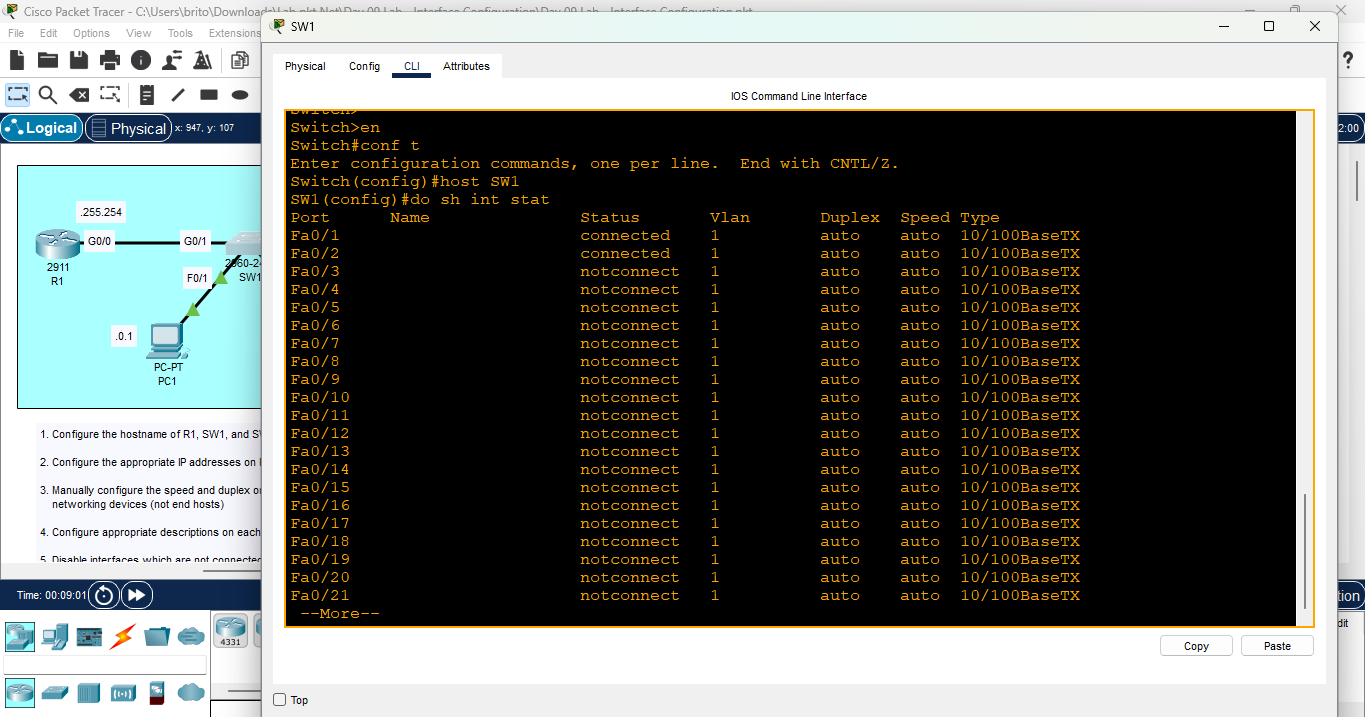 Cisco Packet Tracer - C:\Users\brito\Downloads\Lab pkt Net\Day 09 Lab - Interface Configuration\Day 09 Lab - Interface Configuration.pkt
SW1
File Edit Options View Tools Extensions
Physical Config CLI Attributes
IOS Command Line Interface
Logical Physical x: 947, y: 107
2:00
Switch>
Switch>en
Switch#conf t
Enter configuration commands, one per line. End with CNTL/Z.
Switch(config)#host SW1
SW1(config)#do sh int stat
Port Name Status Vlan Duplex Speed Type
Fa0/1 connected 1 auto auto 10/100BaseTX
Fa0/2 connected 1 auto auto 10/100BaseTX
Fa0/3 notconnect 1 auto auto 10/100BaseTX
Fa0/4 notconnect 1 auto auto 10/100BaseTX
Fa0/5 notconnect 1 auto auto 10/100BaseTX
Fa0/6 notconnect 1 auto auto 10/100BaseTX
Fa0/7 notconnect 1 auto auto 10/100BaseTX
Fa0/8 notconnect 1 auto auto 10/100BaseTX
Fa0/9 notconnect 1 auto auto 10/100BaseTX
Fa0/10 notconnect 1 auto auto 10/100BaseTX
Fa0/11 notconnect 1 auto auto 10/100BaseTX
Fa0/12 notconnect 1 auto auto 10/100BaseTX
Fa0/13 notconnect 1 auto auto 10/100BaseTX
Fa0/14 notconnect 1 auto auto 10/100BaseTX
Fa0/15 notconnect 1 auto auto 10/100BaseTX
Fa0/16 notconnect 1 auto auto 10/100BaseTX
Fa0/17 notconnect 1 auto auto 10/100BaseTX
Fa0/18 notconnect 1 auto auto 10/100BaseTX
Fa0/19 notconnect 1 auto auto 10/100BaseTX
Fa0/20 notconnect 1 auto auto 10/100BaseTX
Fa0/21 notconnect 1 auto auto 10/100BaseTX
--More--
Copy Paste
Top
.255.254
G0/0 G0/1
2911
R1
2960-2
SW1
F0/1
.0.1
PC-PT
PC1
1. Configure the hostname of R1, SW1, and S
2. Configure the appropriate IP addresses on
3. Manually configure the speed and duplex o
networking devices (not end hosts)
4. Configure appropriate descriptions on each
5. Disable interfaces which are not connected
Time: 00:09:01
tion
4331
dit